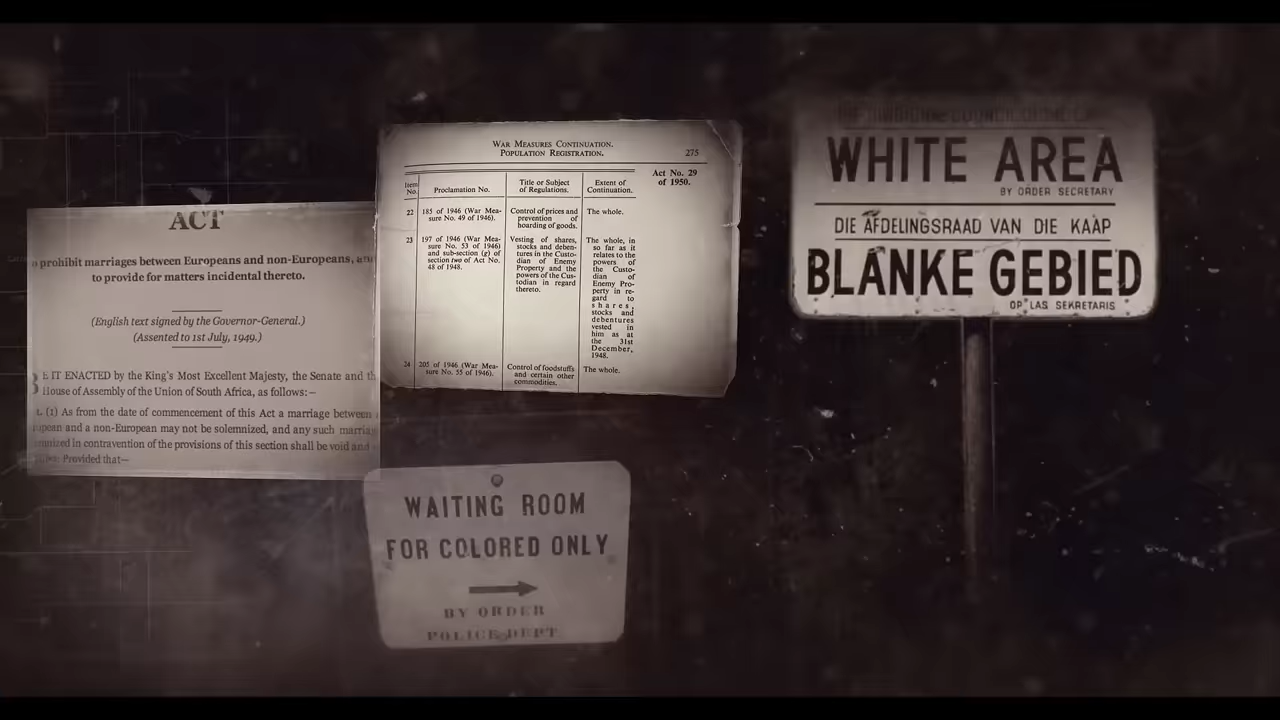 ACT
prohibit marriages between Europeans and non-Europeans, and
to provide for matters incidental thereto.
(English text signed by the Governor-General.)
(Assented to 1st July, 1949.)
E IT ENACTED by the King's Most Excellent Majesty, the Senate and th
House of Assembly of the Union of South Africa, as follows:—
1. (1) As from the date of commencement of this Act a marriage between
opean and a non-European may not be solemnized, and any such marriag
emnized in contravention of the provisions of this section shall be void and
Provided that—
WAR MEASURES CONTINUATION.
POPULATION REGISTRATION.
275
Act No. 29
of 1950.
Item
No.
Proclamation No.
Title or Subject
of Regulations.
Extent of
Continuation.
22
185 of 1946 (War Mea-
sure No. 49 of 1946).
Control of prices and
prevention of
hoarding of goods.
The whole.
23
197 of 1946 (War Mea-
sure No. 53 of 1946)
and sub-section (g) of
section two of Act No.
48 of 1948.
Vesting of shares,
stocks and deben-
tures in the Custo-
dian of Enemy
Property and the
powers of the Cus-
todian in regard
thereto.
The whole, in
so far as it
relates to the
powers of
the Custo-
dian of
Enemy Pro-
perty in re-
gard to
shares,
stocks and
debentures
vested in
him as at
the 31st
December,
1948.
24
205 of 1946 (War Mea-
sure No. 55 of 1946).
Control of foodstuffs
and certain other
commodities.
The whole.
WAITING ROOM
FOR COLORED ONLY
BY ORDER
POLICE DEPT
WHITE AREA
BY ORDER SECRETARY
DIE AFDELINGSRAAD VAN DIE KAAP
BLANKE GEBIED
OP LAS SEKRETARIS